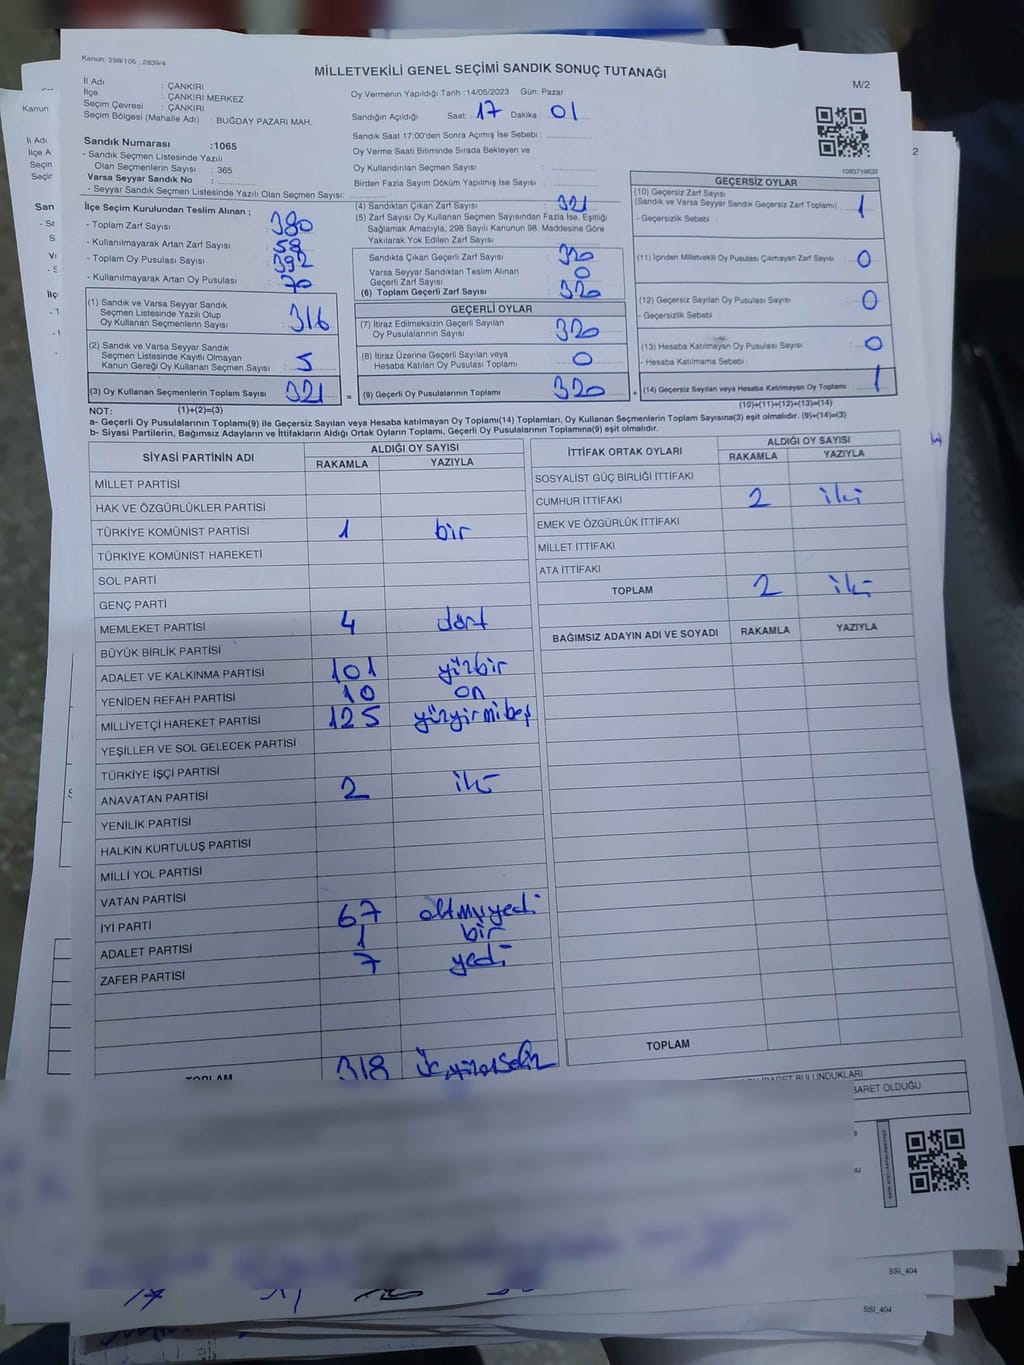 Kanun: 298/105 , 2839/4
MİLLETVEKİLİ GENEL SEÇİMİ SANDIK SONUÇ TUTANAĞI
M/2
İl Adı : ÇANKIRI
İlçe : ÇANKIRI MERKEZ
Seçim Çevresi : ÇANKIRI
Seçim Bölgesi (Mahalle Adı) : BUĞDAY PAZARI MAH.
Oy Vermenin Yapıldığı Tarih :14/05/2023 Gün: Pazar
Sandığın Açıldığı Saat: 17 Dakika: 01
Sandık Saat 17:00'den Sonra Açılmış İse Sebebi :
Oy Verme Saati Bitiminde Sırada Bekleyen ve
Oy Kullandırılan Seçmen Sayısı :
Birden Fazla Sayım Döküm Yapılmış İse Sayısı :
1083719632
Sandık Numarası :1065
- Sandık Seçmen Listesinde Yazılı
Olan Seçmenlerin Sayısı : 365
Varsa Seyyar Sandık No :
- Seyyar Sandık Seçmen Listesinde Yazılı Olan Seçmen Sayısı:
İlçe Seçim Kurulundan Teslim Alınan ;
- Toplam Zarf Sayısı : 380
- Kullanılmayarak Artan Zarf Sayısı : 59
- Toplam Oy Pusulası Sayısı : 392
- Kullanılmayarak Artan Oy Pusulası : 70
(1) Sandık ve Varsa Seyyar Sandık
Seçmen Listesinde Yazılı Olup
Oy Kullanan Seçmenlerin Sayısı : 316
(2) Sandık ve Varsa Seyyar Sandık
Seçmen Listesinde Kayıtlı Olmayan
Kanun Gereği Oy Kullanan Seçmen Sayısı : 5
(3) Oy Kullanan Seçmenlerin Toplam Sayısı 321
(1)+(2)=(3)
(4) Sandıktan Çıkan Zarf Sayısı : 321
(5) Zarf Sayısı Oy Kullanan Seçmen Sayısından Fazla İse, Eşitliği
Sağlamak Amacıyla, 298 Sayılı Kanunun 98. Maddesine Göre
Yakılarak Yok Edilen Zarf Sayısı :
Sandıkta Çıkan Geçerli Zarf Sayısı : 320
Varsa Seyyar Sandıktan Teslim Alınan
Geçerli Zarf Sayısı : 0
(6) Toplam Geçerli Zarf Sayısı : 320
GEÇERLİ OYLAR
(7) İtiraz Edilmeksizin Geçerli Sayılan
Oy Pusulalarının Sayısı : 320
(8) İtiraz Üzerine Geçerli Sayılan veya
Hesaba Katılan Oy Pusulası Toplamı : 0
= (9) Geçerli Oy Pusulalarının Toplamı : 320
GEÇERSİZ OYLAR
(10) Geçersiz Zarf Sayısı
(Sandık ve Varsa Seyyar Sandık Geçersiz Zarf Toplamı) : 1
- Geçersizlik Sebebi :
(11) İçinden Milletvekili Oy Pusulası Çıkmayan Zarf Sayısı : 0
(12) Geçersiz Sayılan Oy Pusulası Sayısı : 0
- Geçersizlik Sebebi :
(13) Hesaba Katılmayan Oy Pusulası Sayısı : 0
- Hesaba Katılmama Sebebi :
+ (14) Geçersiz Sayılan veya Hesaba Katılmayan Oy Toplamı : 1
(10)+(11)+(12)+(13)=(14)
NOT:
a- Geçerli Oy Pusulalarının Toplamı(9) ile Geçersiz Sayılan veya Hesaba katılmayan Oy Toplamı(14) Toplamları, Oy Kullanan Seçmenlerin Toplam Sayısına(3) eşit olmalıdır. (9)+(14)=(3)
b- Siyasi Partilerin, Bağımsız Adayların ve İttifakların Aldığı Ortak Oyların Toplamı, Geçerli Oy Pusulalarının Toplamına(9) eşit olmalıdır.
SİYASİ PARTİNİN ADI ALDIĞI OY SAYISI
RAKAMLA YAZIYLA
MİLLET PARTİSİ
HAK VE ÖZGÜRLÜKLER PARTİSİ
TÜRKİYE KOMÜNİST PARTİSİ 1 bir
TÜRKİYE KOMÜNİST HAREKETİ
SOL PARTİ
GENÇ PARTİ
MEMLEKET PARTİSİ 4 dört
BÜYÜK BİRLİK PARTİSİ
ADALET VE KALKINMA PARTİSİ 101 yüzbir
YENİDEN REFAH PARTİSİ 10 on
MİLLİYETÇİ HAREKET PARTİSİ 125 yüzyirmibeş
YEŞİLLER VE SOL GELECEK PARTİSİ
TÜRKİYE İŞÇİ PARTİSİ
ANAVATAN PARTİSİ 2 iki
YENİLİK PARTİSİ
HALKIN KURTULUŞ PARTİSİ
MİLLİ YOL PARTİSİ
VATAN PARTİSİ
İYİ PARTİ 67 altmışyedi
ADALET PARTİSİ 1 bir
ZAFER PARTİSİ 7 yedi
TOPLAM 318 üçyüzonsekiz
İTTİFAK ORTAK OYLARI ALDIĞI OY SAYISI
RAKAMLA YAZIYLA
SOSYALİST GÜÇ BİRLİĞİ İTTİFAKI
CUMHUR İTTİFAKI 2 iki
EMEK VE ÖZGÜRLÜK İTTİFAKI
MİLLET İTTİFAKI
ATA İTTİFAKI
TOPLAM 2 iki
BAĞIMSIZ ADAYIN ADI VE SOYADI RAKAMLA YAZIYLA
TOPLAM
BULUNDUKLARI
OLDUĞU
SSI_404
SSI_404